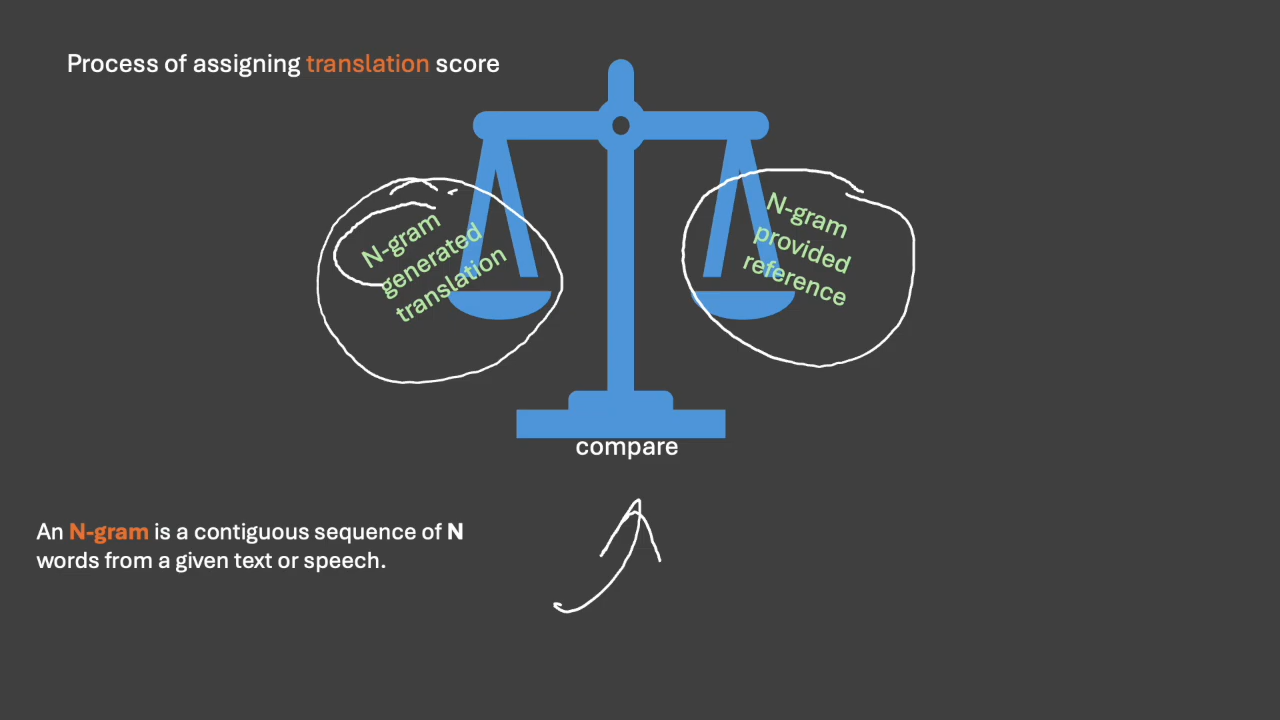 Process of assigning translation score
N-gram
generated
translation
N-gram
provided
reference
compare
An N-gram is a contiguous sequence of N
words from a given text or speech.